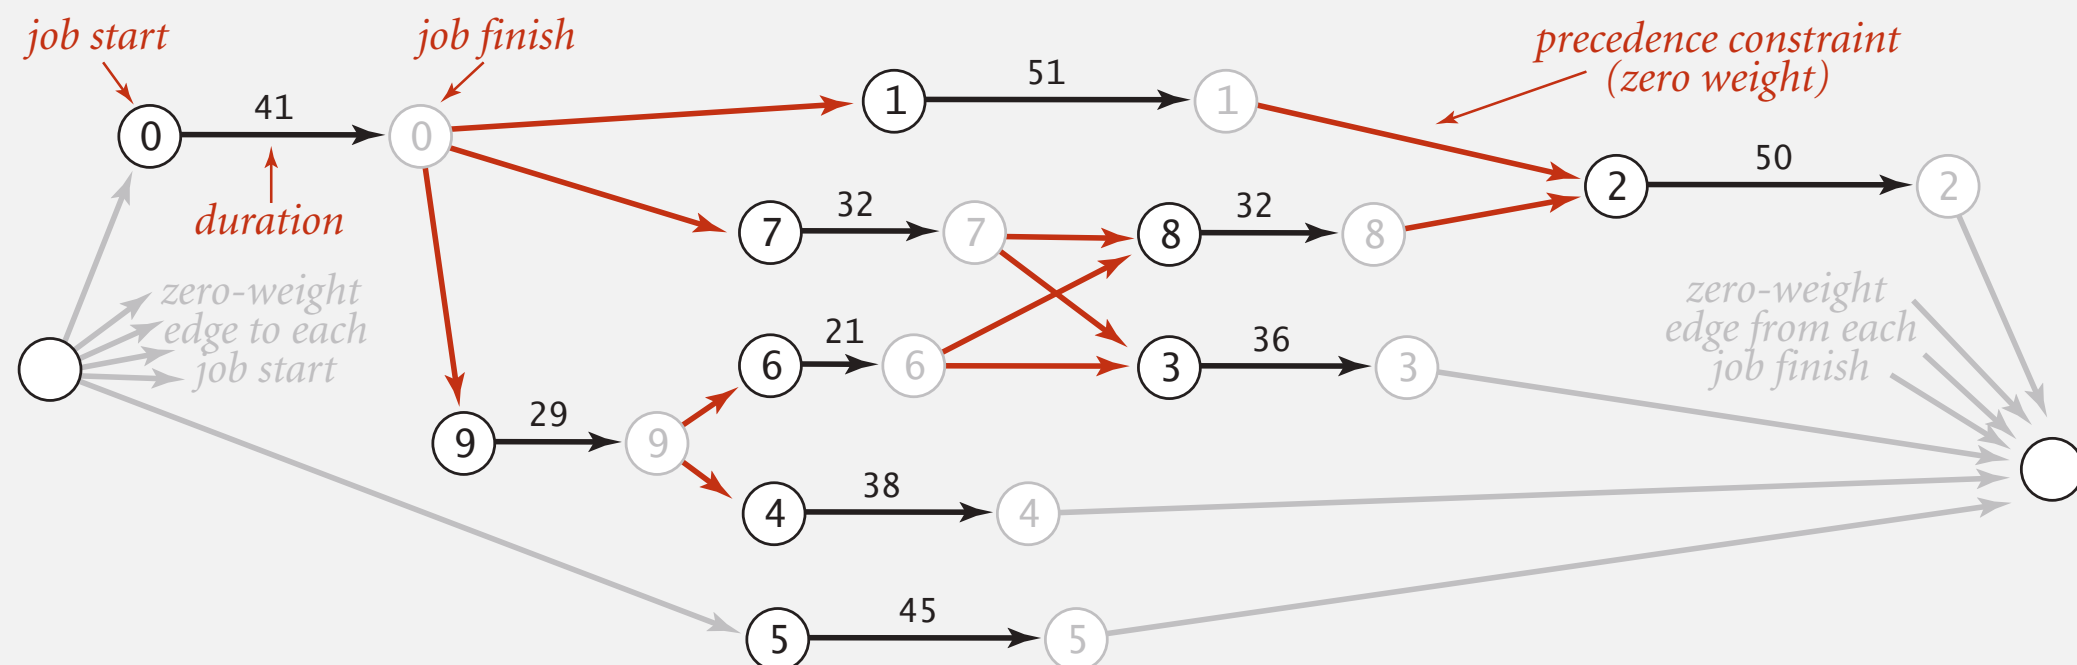 job start
job finish
precedence constraint
(zero weight)
41
51
0
0
1
1
50
duration
32
32
2
2
7
7
8
8
zero-weight
edge to each
job start
zero-weight
edge from each
job finish
21
36
6
6
3
3
29
9
9
38
4
4
45
5
5